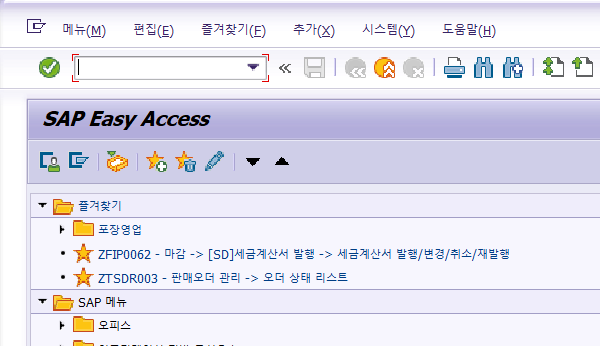 메뉴(M) 편집(E) 즐겨찾기(F) 추가(X) 시스템(Y) 도움말(H)
SAP Easy Access
즐겨찾기
포장영업
ZFIP0062 - 마감 -> [SD]세금계산서 발행 -> 세금계산서 발행/변경/취소/재발행
ZTSDR003 - 판매오더 관리 -> 오더 상태 리스트
SAP 메뉴
오피스